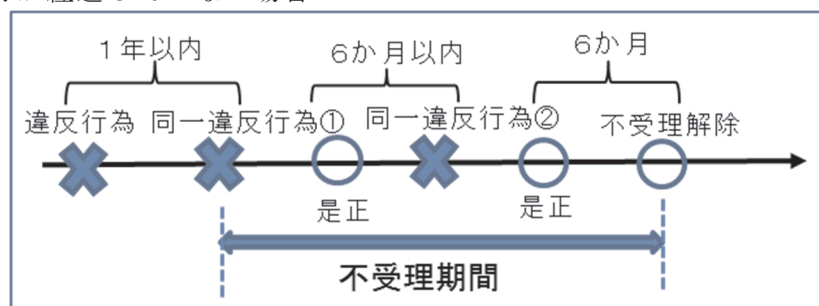 1年以内
6か月以内
6か月
違反行為
同一違反行為①
同一違反行為②
不受理解除
是正
是正
不受理期間